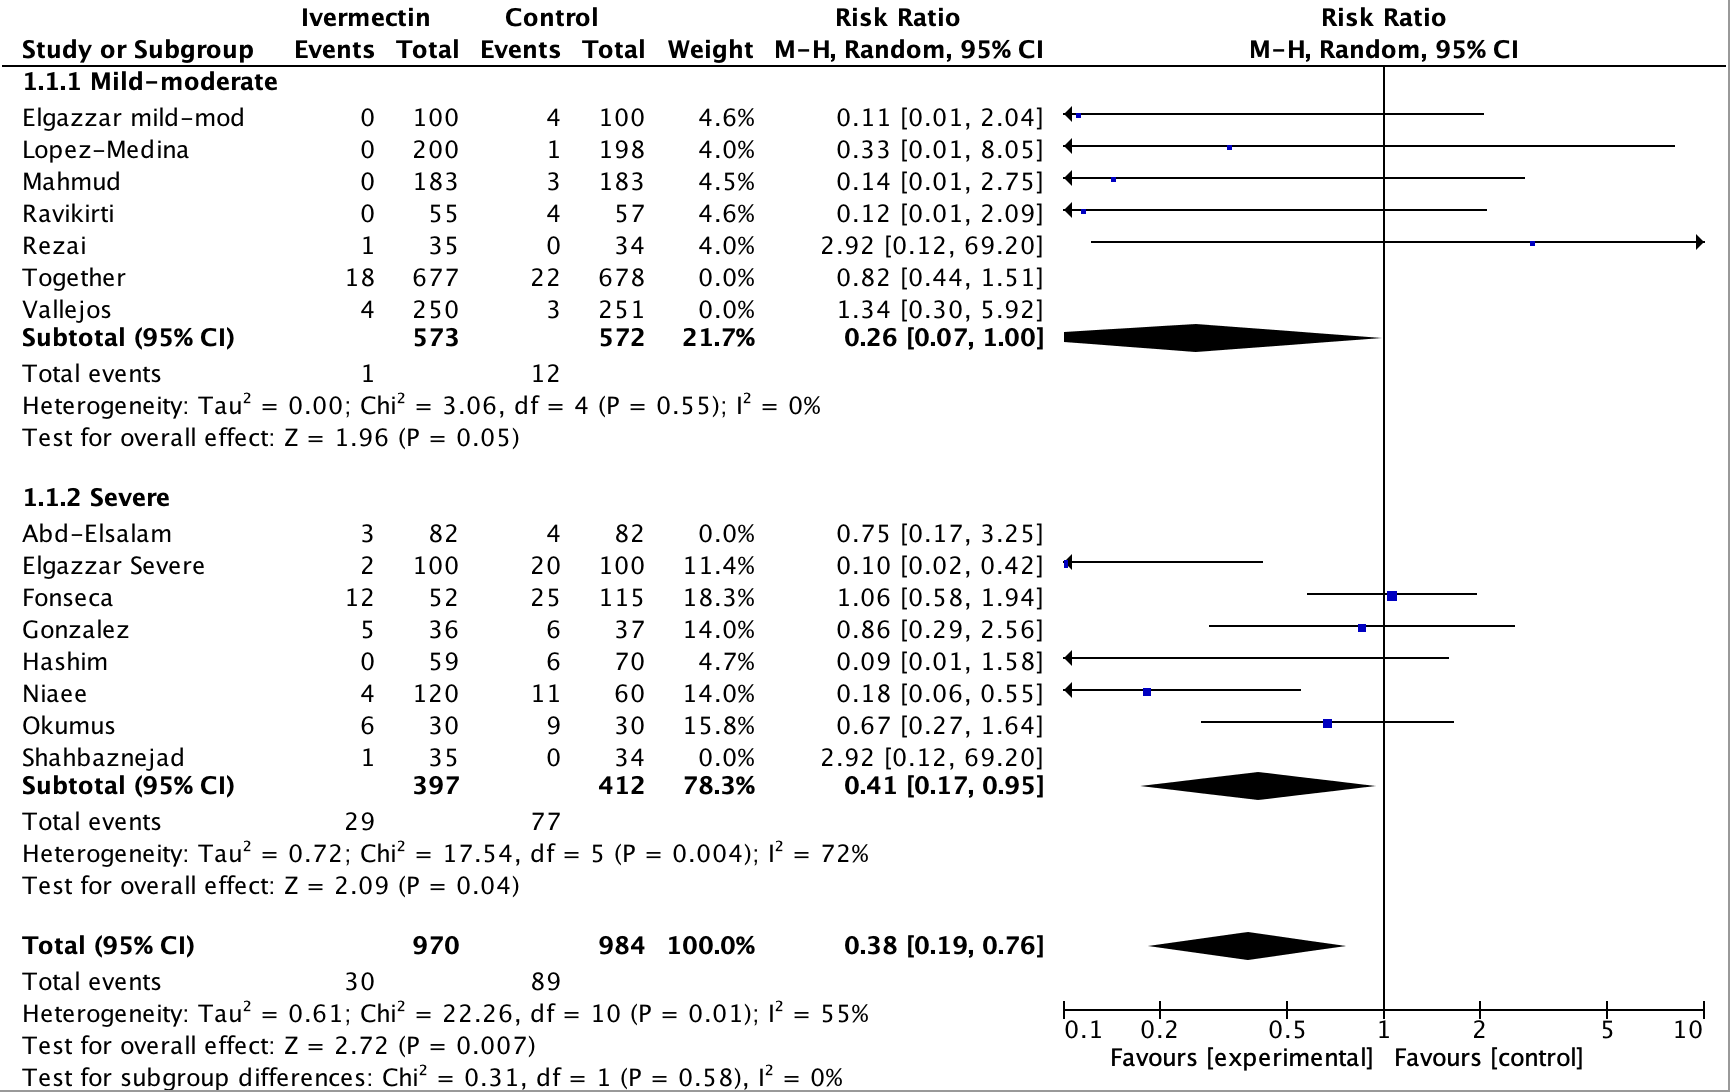 Ivermectin Control Risk Ratio Risk Ratio
Study or Subgroup Events Total Events Total Weight M-H, Random, 95% CI M-H, Random, 95% CI
1.1.1 Mild-moderate
Elgazzar mild-mod 0 100 4 100 4.6% 0.11 [0.01, 2.04]
Lopez-Medina 0 200 1 198 4.0% 0.33 [0.01, 8.05]
Mahmud 0 183 3 183 4.5% 0.14 [0.01, 2.75]
Ravikirti 0 55 4 57 4.6% 0.12 [0.01, 2.09]
Rezai 1 35 0 34 4.0% 2.92 [0.12, 69.20]
Together 18 677 22 678 0.0% 0.82 [0.44, 1.51]
Vallejos 4 250 3 251 0.0% 1.34 [0.30, 5.92]
Subtotal (95% CI) 573 572 21.7% 0.26 [0.07, 1.00]
Total events 1 12
Heterogeneity: Tau² = 0.00; Chi² = 3.06, df = 4 (P = 0.55); I² = 0%
Test for overall effect: Z = 1.96 (P = 0.05)
1.1.2 Severe
Abd-Elsalam 3 82 4 82 0.0% 0.75 [0.17, 3.25]
Elgazzar Severe 2 100 20 100 11.4% 0.10 [0.02, 0.42]
Fonseca 12 52 25 115 18.3% 1.06 [0.58, 1.94]
Gonzalez 5 36 6 37 14.0% 0.86 [0.29, 2.56]
Hashim 0 59 6 70 4.7% 0.09 [0.01, 1.58]
Niaee 4 120 11 60 14.0% 0.18 [0.06, 0.55]
Okumus 6 30 9 30 15.8% 0.67 [0.27, 1.64]
Shahbaznejad 1 35 0 34 0.0% 2.92 [0.12, 69.20]
Subtotal (95% CI) 397 412 78.3% 0.41 [0.17, 0.95]
Total events 29 77
Heterogeneity: Tau² = 0.72; Chi² = 17.54, df = 5 (P = 0.004); I² = 72%
Test for overall effect: Z = 2.09 (P = 0.04)
Total (95% CI) 970 984 100.0% 0.38 [0.19, 0.76]
Total events 30 89
Heterogeneity: Tau² = 0.61; Chi² = 22.26, df = 10 (P = 0.01); I² = 55%
Test for overall effect: Z = 2.72 (P = 0.007)
Test for subgroup differences: Chi² = 0.31, df = 1 (P = 0.58), I² = 0%
0.1 0.2 0.5 1 2 5 10
Favours [experimental] Favours [control]